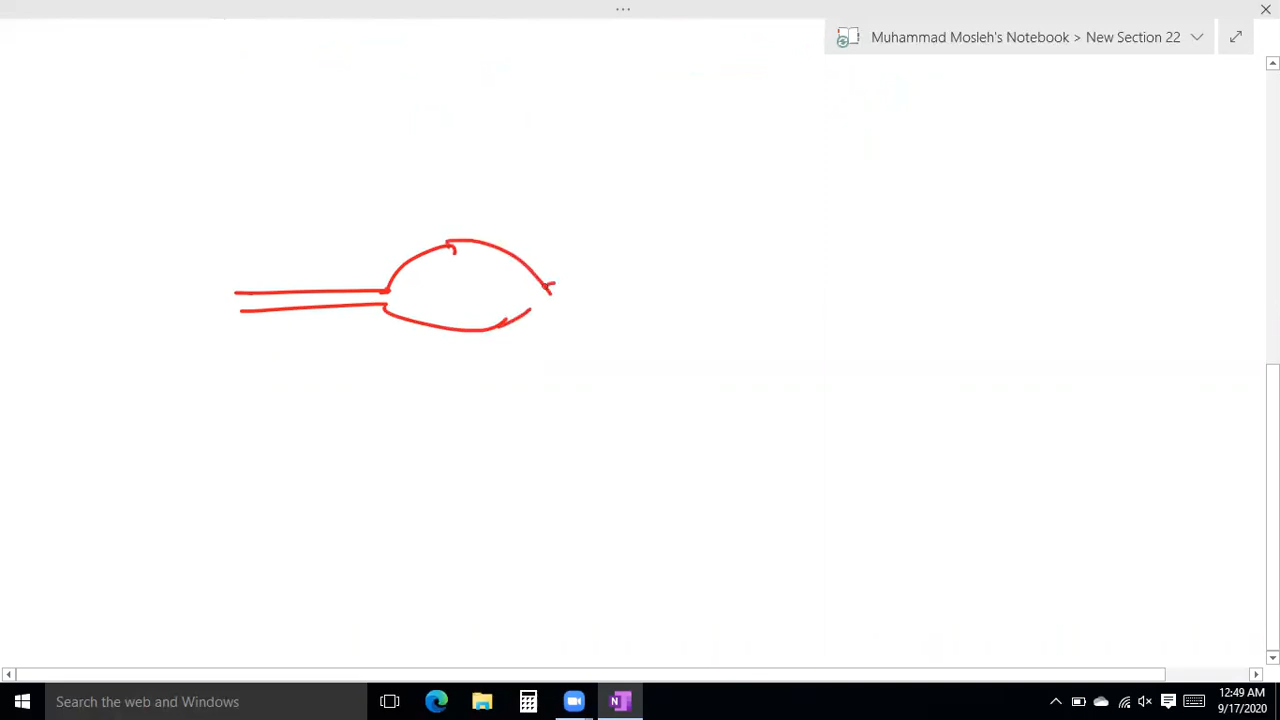 Muhammad Mosleh's Notebook > New Section 22
Search the web and Windows
N
12:49 AM
9/17/2020